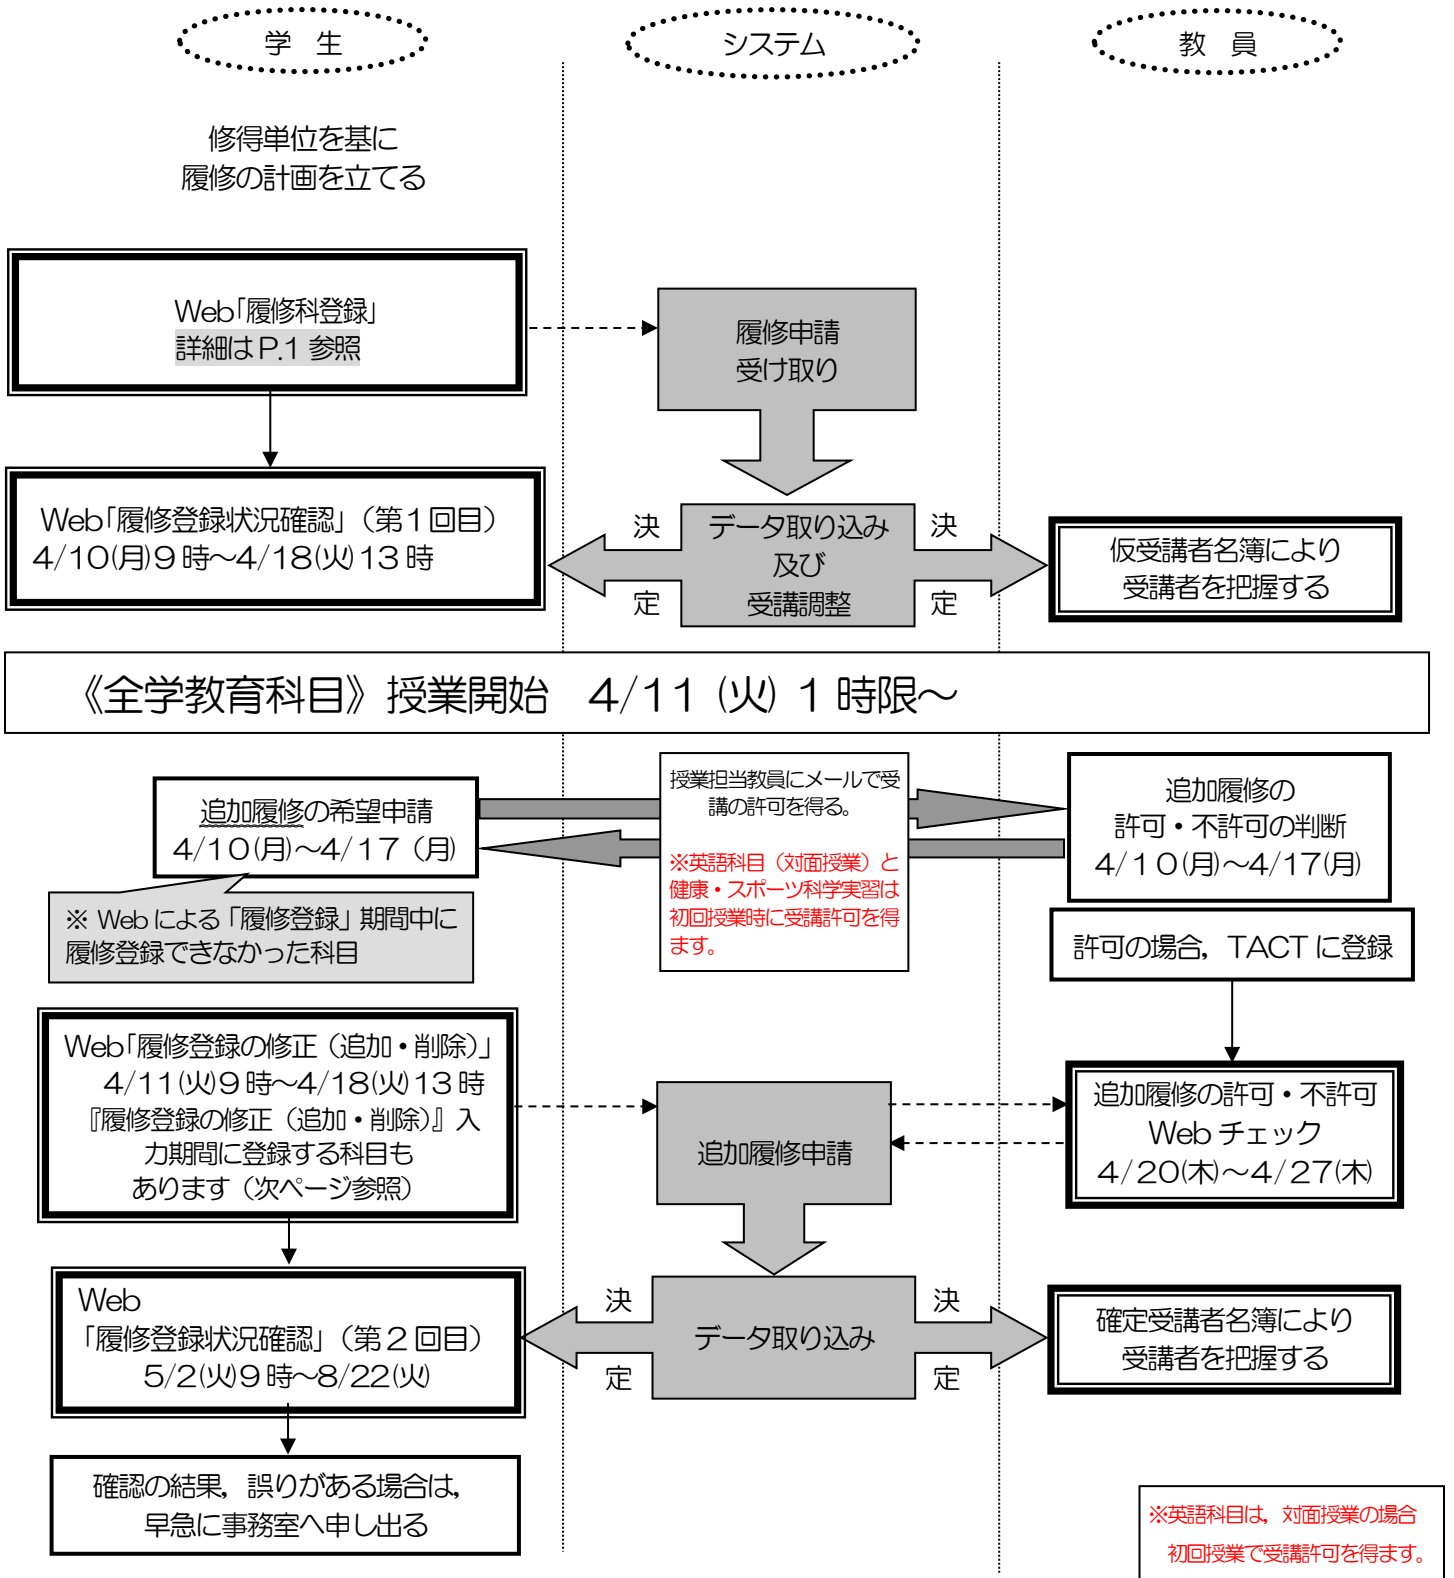 学 生
システム
教 員
修得単位を基に
履修の計画を立てる
Web「履修科登録」
詳細は P.1 参照
履修申請
受け取り
Web「履修登録状況確認」（第１回目）
4/10(月)９時～4/18(火)13時
決
定
データ取り込み
及び
受講調整
決
定
仮受講者名簿により
受講者を把握する
《全学教育科目》授業開始 4/11 (火) 1 時限～
追加履修の希望申請
4/10(月)～4/17（月）
※ Web による「履修登録」期間中に
履修登録できなかった科目
授業担当教員にメールで受
講の許可を得る。
※英語科目（対面授業）と
健康・スポーツ科学実習は
初回授業時に受講許可を得
ます。
追加履修の
許可・不許可の判断
4/10(月)～4/17(月)
許可の場合，TACT に登録
Web「履修登録の修正（追加・削除）」
4/11(火)９時～4/18(火)13時
『履修登録の修正（追加・削除）』入
力期間に登録する科目も
あります（次ページ参照）
追加履修申請
追加履修の許可・不許可
Web チェック
4/20(木)～4/27(木)
Web
「履修登録状況確認」（第２回目）
5/2(火)９時～8/22(火)
決
定
データ取り込み
決
定
確定受講者名簿により
受講者を把握する
確認の結果，誤りがある場合は，
早急に事務室へ申し出る
※英語科目は，対面授業の場合
初回授業で受講許可を得ます。